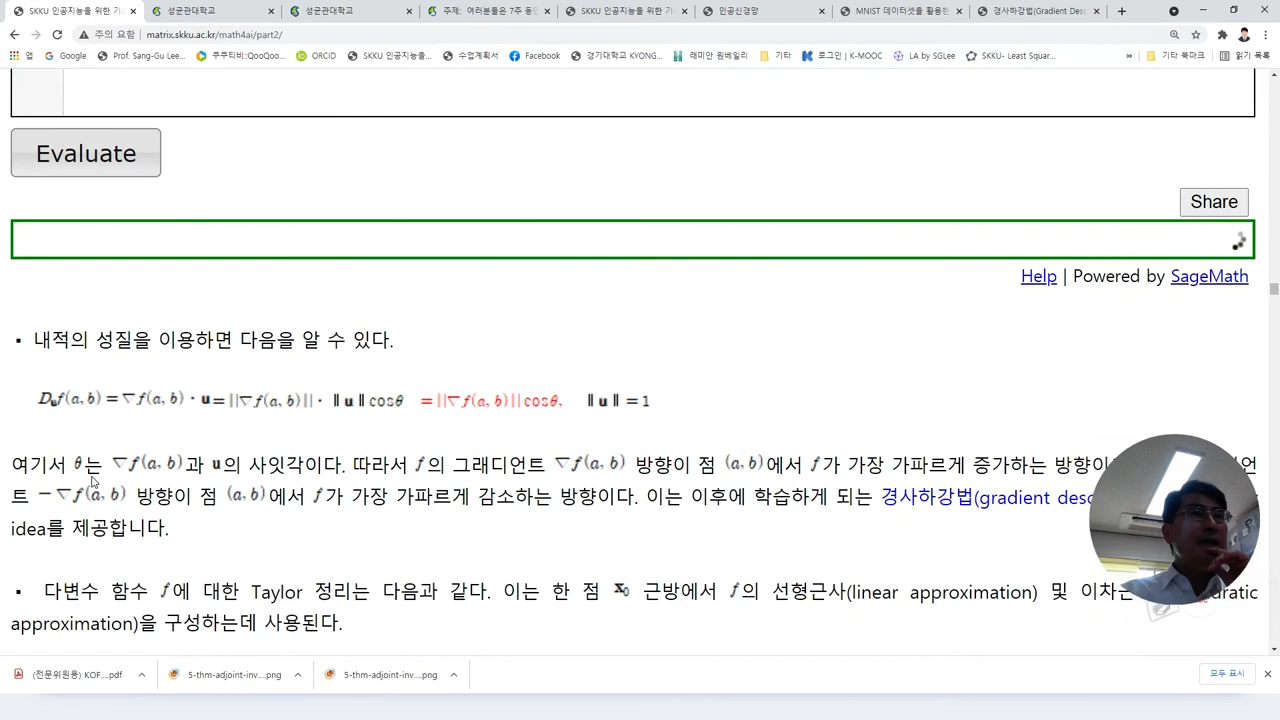 SKKU 인공지능을 위한 기
성균관대학교
성균관대학교
주제: 여러분들은 7주 동안
SKKU 인공지능을 위한 기
인공신경망
MNIST 데이터셋을 활용한
경사하강법(Gradient Desc
주의 요함 | matrix.skku.ac.kr/math4ai/part2/
앱 Google Prof. Sang-Gu Lee... 쿠쿠티비::QooQoo... ORCID SKKU 인공지능을... 수업계획서 Facebook 경기대학교 KYONG... 래미안 원베일리 기타 로그인 | K-MOOC LA by SGLee SKKU- Least Squar... » 기타 북마크 읽기 목록
Evaluate
Share
Help | Powered by SageMath
▪ 내적의 성질을 이용하면 다음을 알 수 있다.
D_u f(a, b) = ∇f(a, b) · u = ||∇f(a, b)|| · ‖u‖ cosθ = ||∇f(a, b)|| cosθ, ‖u‖ = 1
여기서 θ는 ∇f(a, b)과 u의 사잇각이다. 따라서 f의 그래디언트 ∇f(a, b) 방향이 점 (a, b)에서 f가 가장 가파르게 증가하는 방향이 언
트 −∇f(a, b) 방향이 점 (a, b)에서 f가 가장 가파르게 감소하는 방향이다. 이는 이후에 학습하게 되는 경사하강법(gradient desc
idea를 제공합니다.
▪ 다변수 함수 f에 대한 Taylor 정리는 다음과 같다. 이는 한 점 x₀ 근방에서 f의 선형근사(linear approximation) 및 이차근 dratic
approximation)을 구성하는데 사용된다.
(전문위원용) KOF....pdf
5-thm-adjoint-inv....png
5-thm-adjoint-inv....png
모두 표시